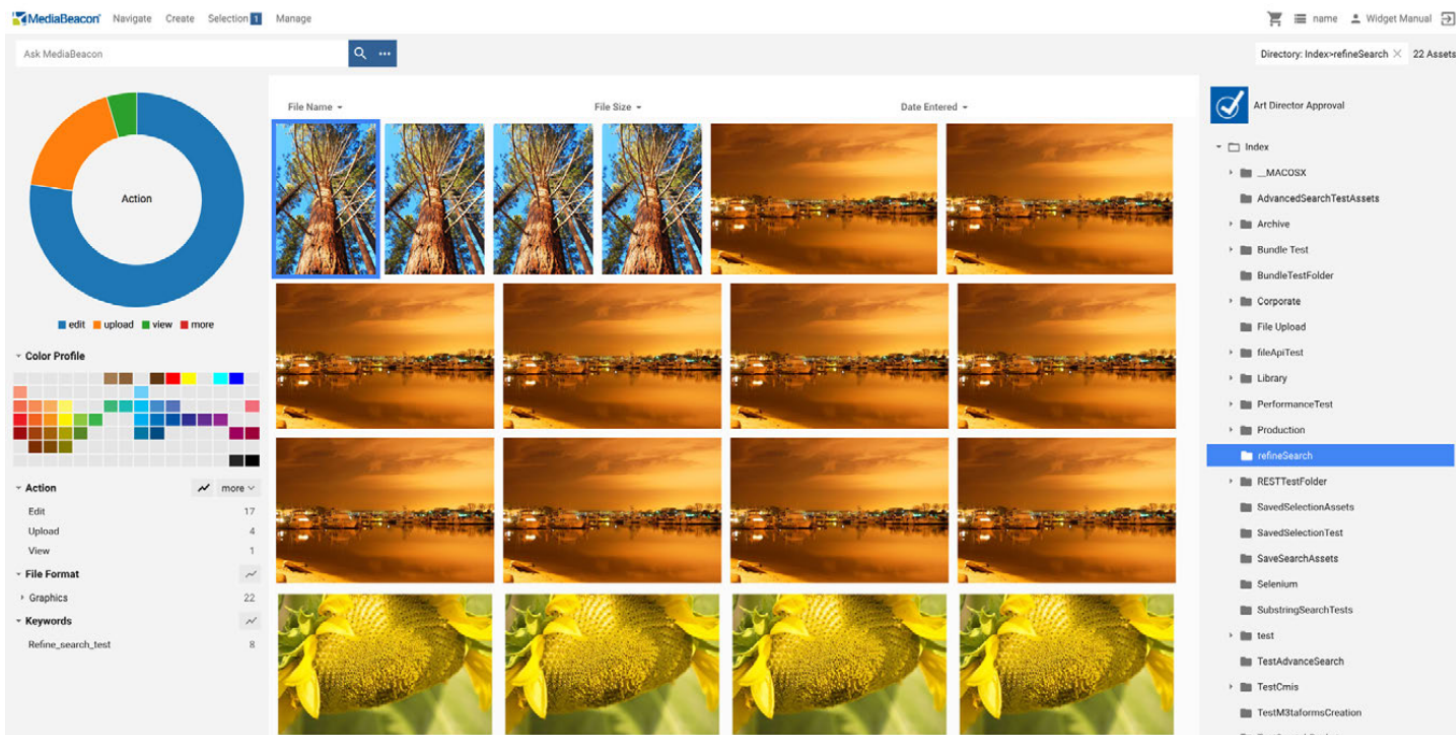 MediaBeacon Navigate Create Selection 1 Manage name Widget Manual
Ask MediaBeacon Directory: Index>refineSearch 22 Assets
Action
edit upload view more
Color Profile
Action more
Edit 17
Upload 4
View 1
File Format
Graphics 22
Keywords
Refine_search_test 8
File Name File Size Date Entered
Art Director Approval
Index
__MACOSX
AdvancedSearchTestAssets
Archive
Bundle Test
BundleTestFolder
Corporate
File Upload
fileApiTest
Library
PerformanceTest
Production
refineSearch
RESTTestFolder
SavedSelectionAssets
SavedSelectionTest
SaveSearchAssets
Selenium
SubstringSearchTests
test
TestAdvanceSearch
TestCmis
TestM3taformsCreation